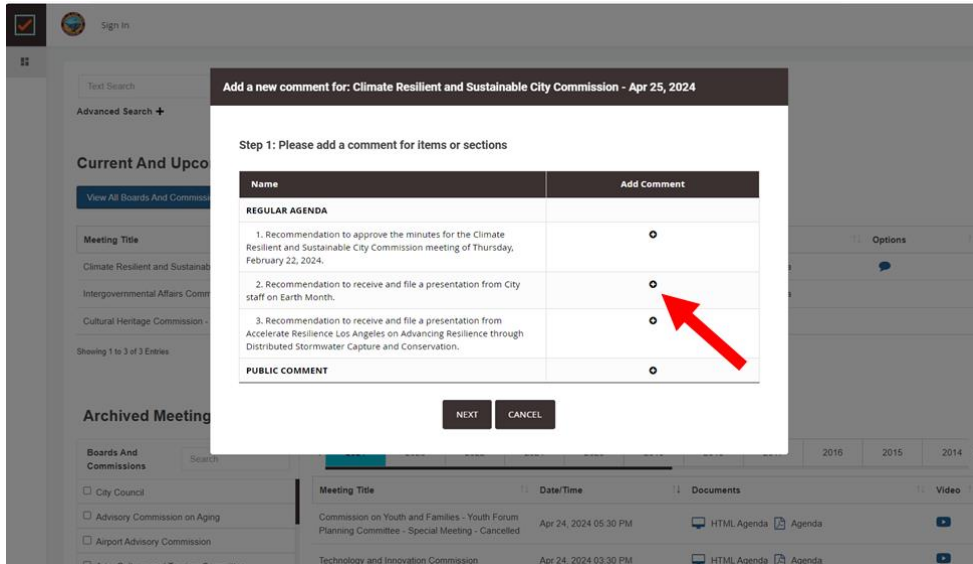 Sign In
Text Search
Advanced Search +
Current And Upco
View All Boards And Commissi
Meeting Title
Options
Climate Resilient and Sustainab
Intergovernmental Affairs Comm
Cultural Heritage Commission -
Showing 1 to 3 of 3 Entries
Add a new comment for: Climate Resilient and Sustainable City Commission - Apr 25, 2024
Step 1: Please add a comment for items or sections
Name Add Comment
REGULAR AGENDA
1. Recommendation to approve the minutes for the Climate
Resilient and Sustainable City Commission meeting of Thursday,
February 22, 2024.
2. Recommendation to receive and file a presentation from City
staff on Earth Month.
3. Recommendation to receive and file a presentation from
Accelerate Resilience Los Angeles on Advancing Resilience through
Distributed Stormwater Capture and Conservation.
PUBLIC COMMENT
NEXT CANCEL
Archived Meeting
Boards And
Commissions
Search
2016 2015 2014
City Council
Advisory Commission on Aging
Airport Advisory Commission
Meeting Title Date/Time Documents Video
Commission on Youth and Families - Youth Forum
Planning Committee - Special Meeting - Cancelled
Apr 24, 2024 05:30 PM HTML Agenda Agenda
Technology and Innovation Commission Apr 24, 2024 03:30 PM HTML Agenda Agenda